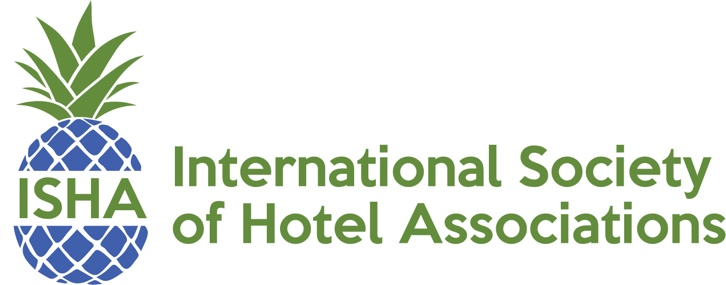 ISHA
International Society
of Hotel Associations